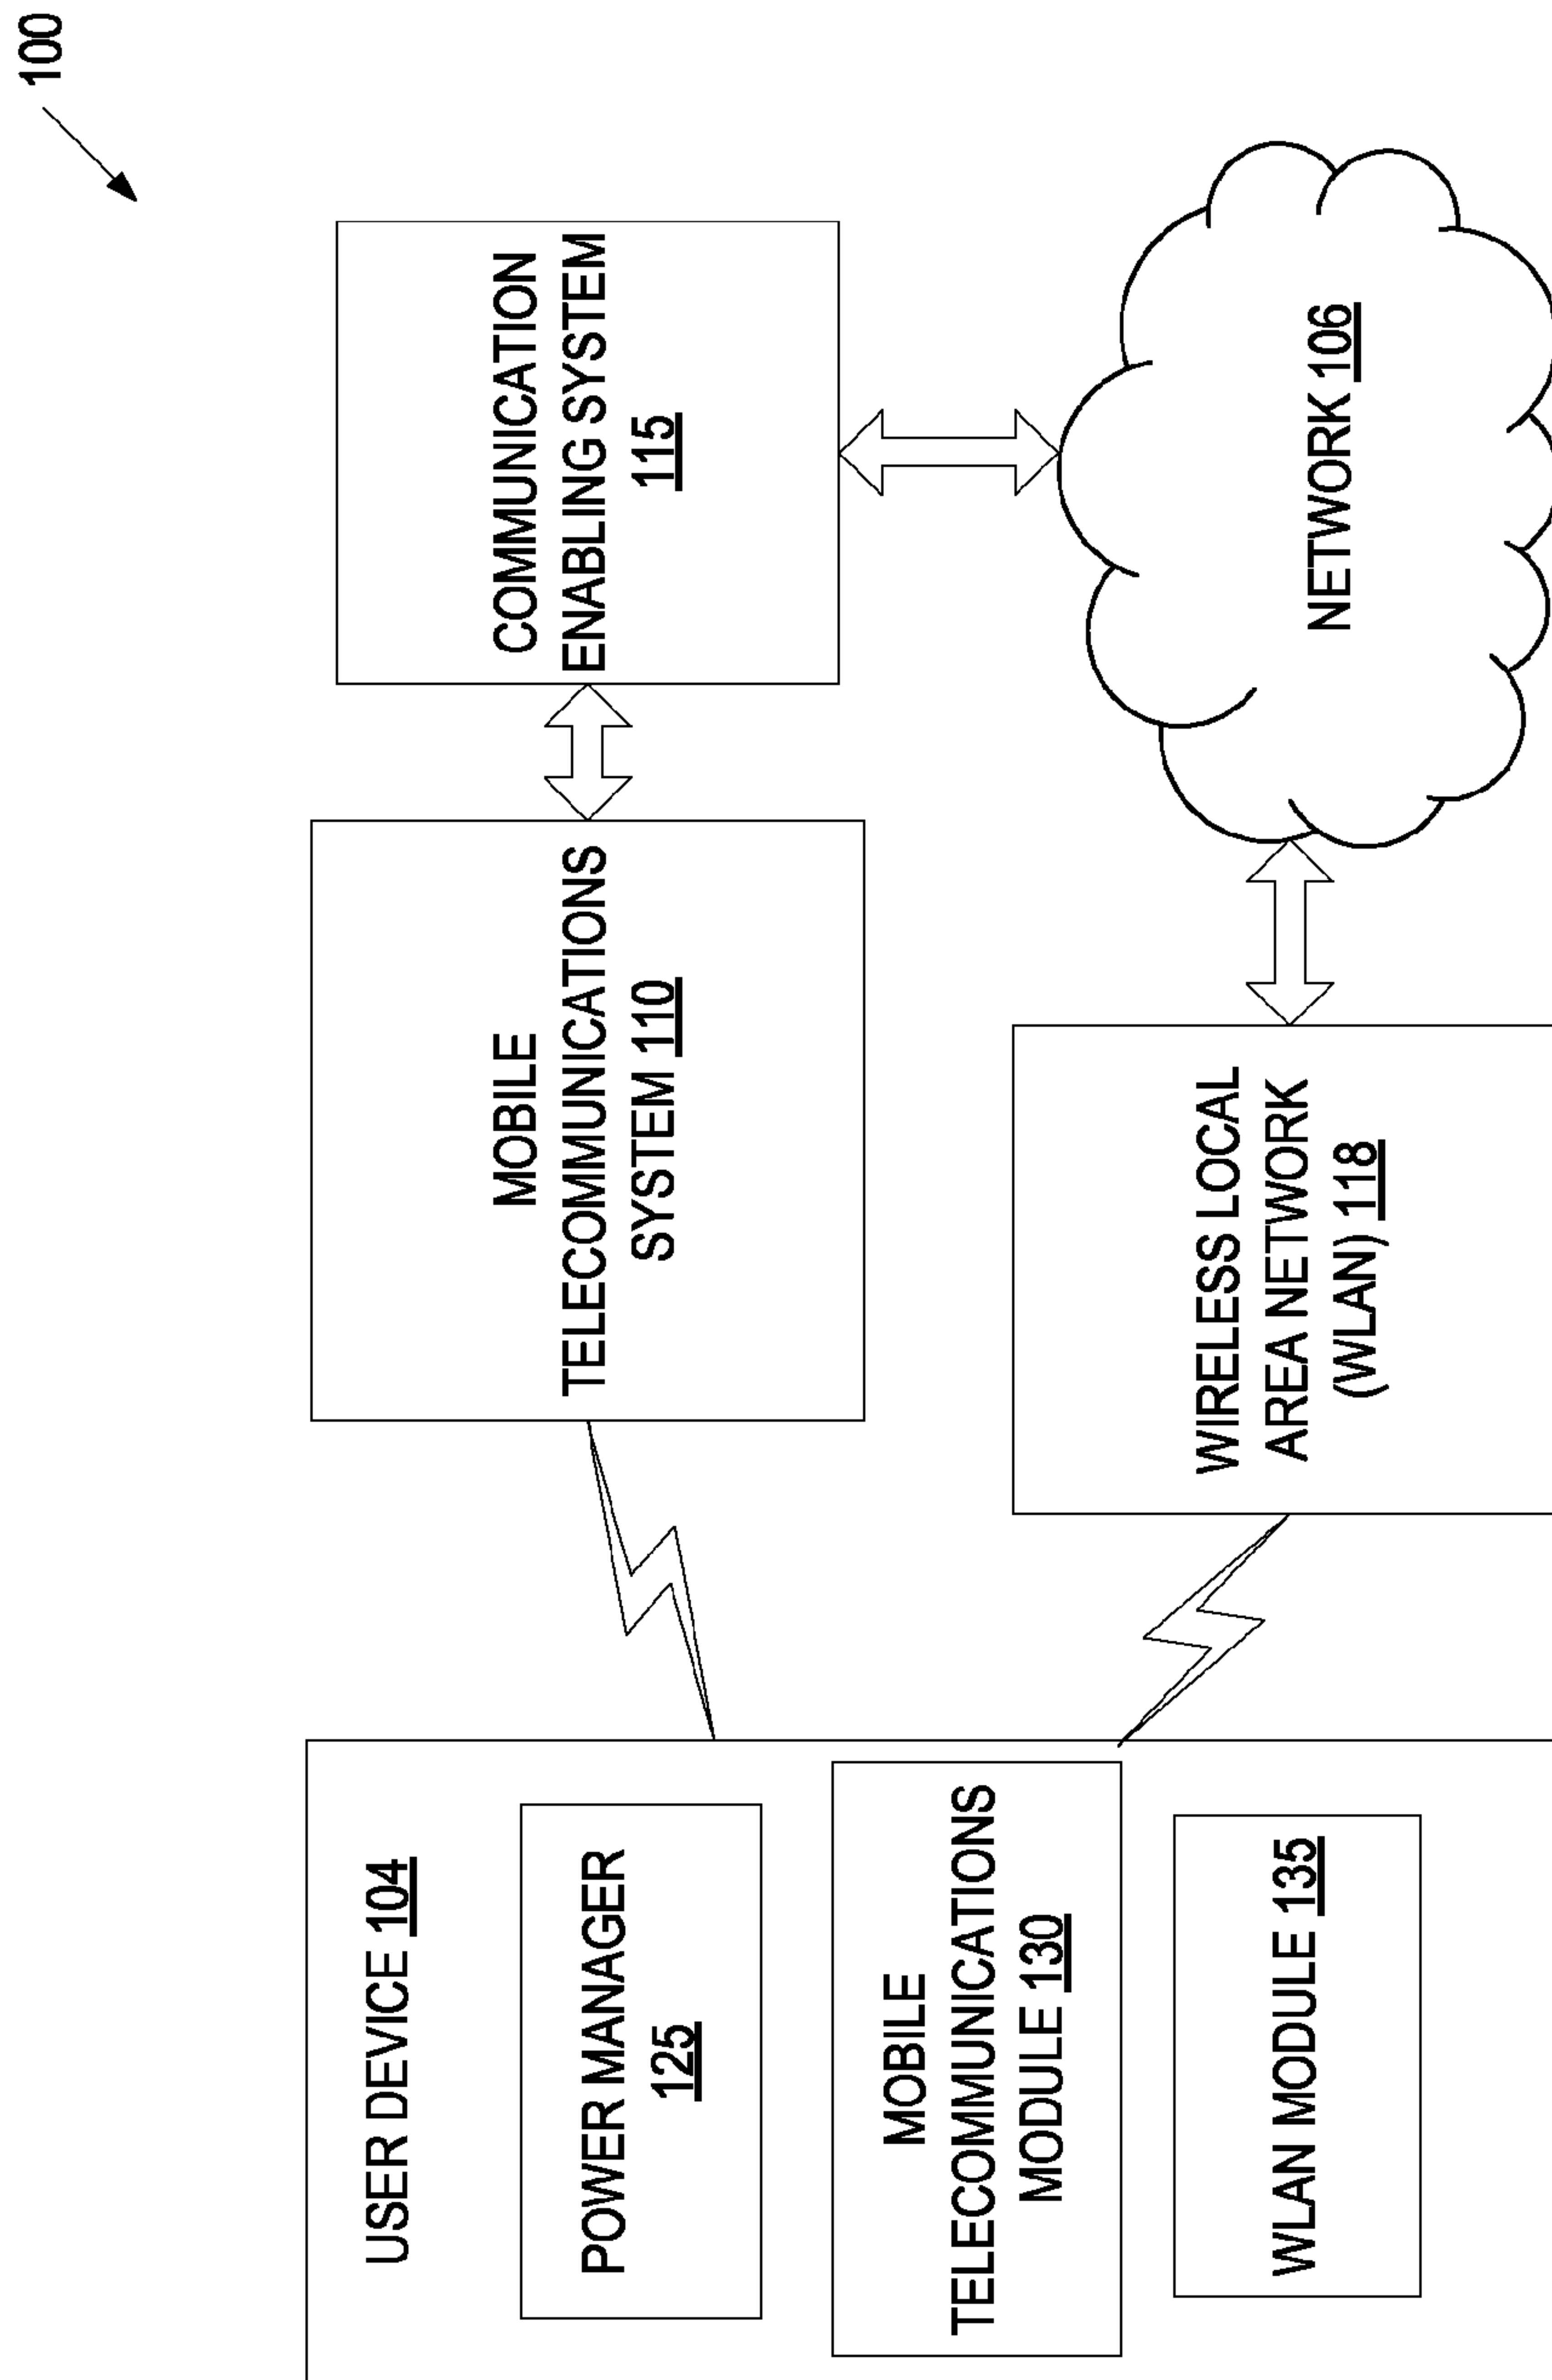 100
USER DEVICE 104
POWER MANAGER
125
MOBILE
TELECOMMUNICATIONS
MODULE 130
WLAN MODULE 135
MOBILE
TELECOMMUNICATIONS
SYSTEM 110
COMMUNICATION
ENABLING SYSTEM
115
WIRELESS LOCAL
AREA NETWORK
(WLAN) 118
NETWORK 106